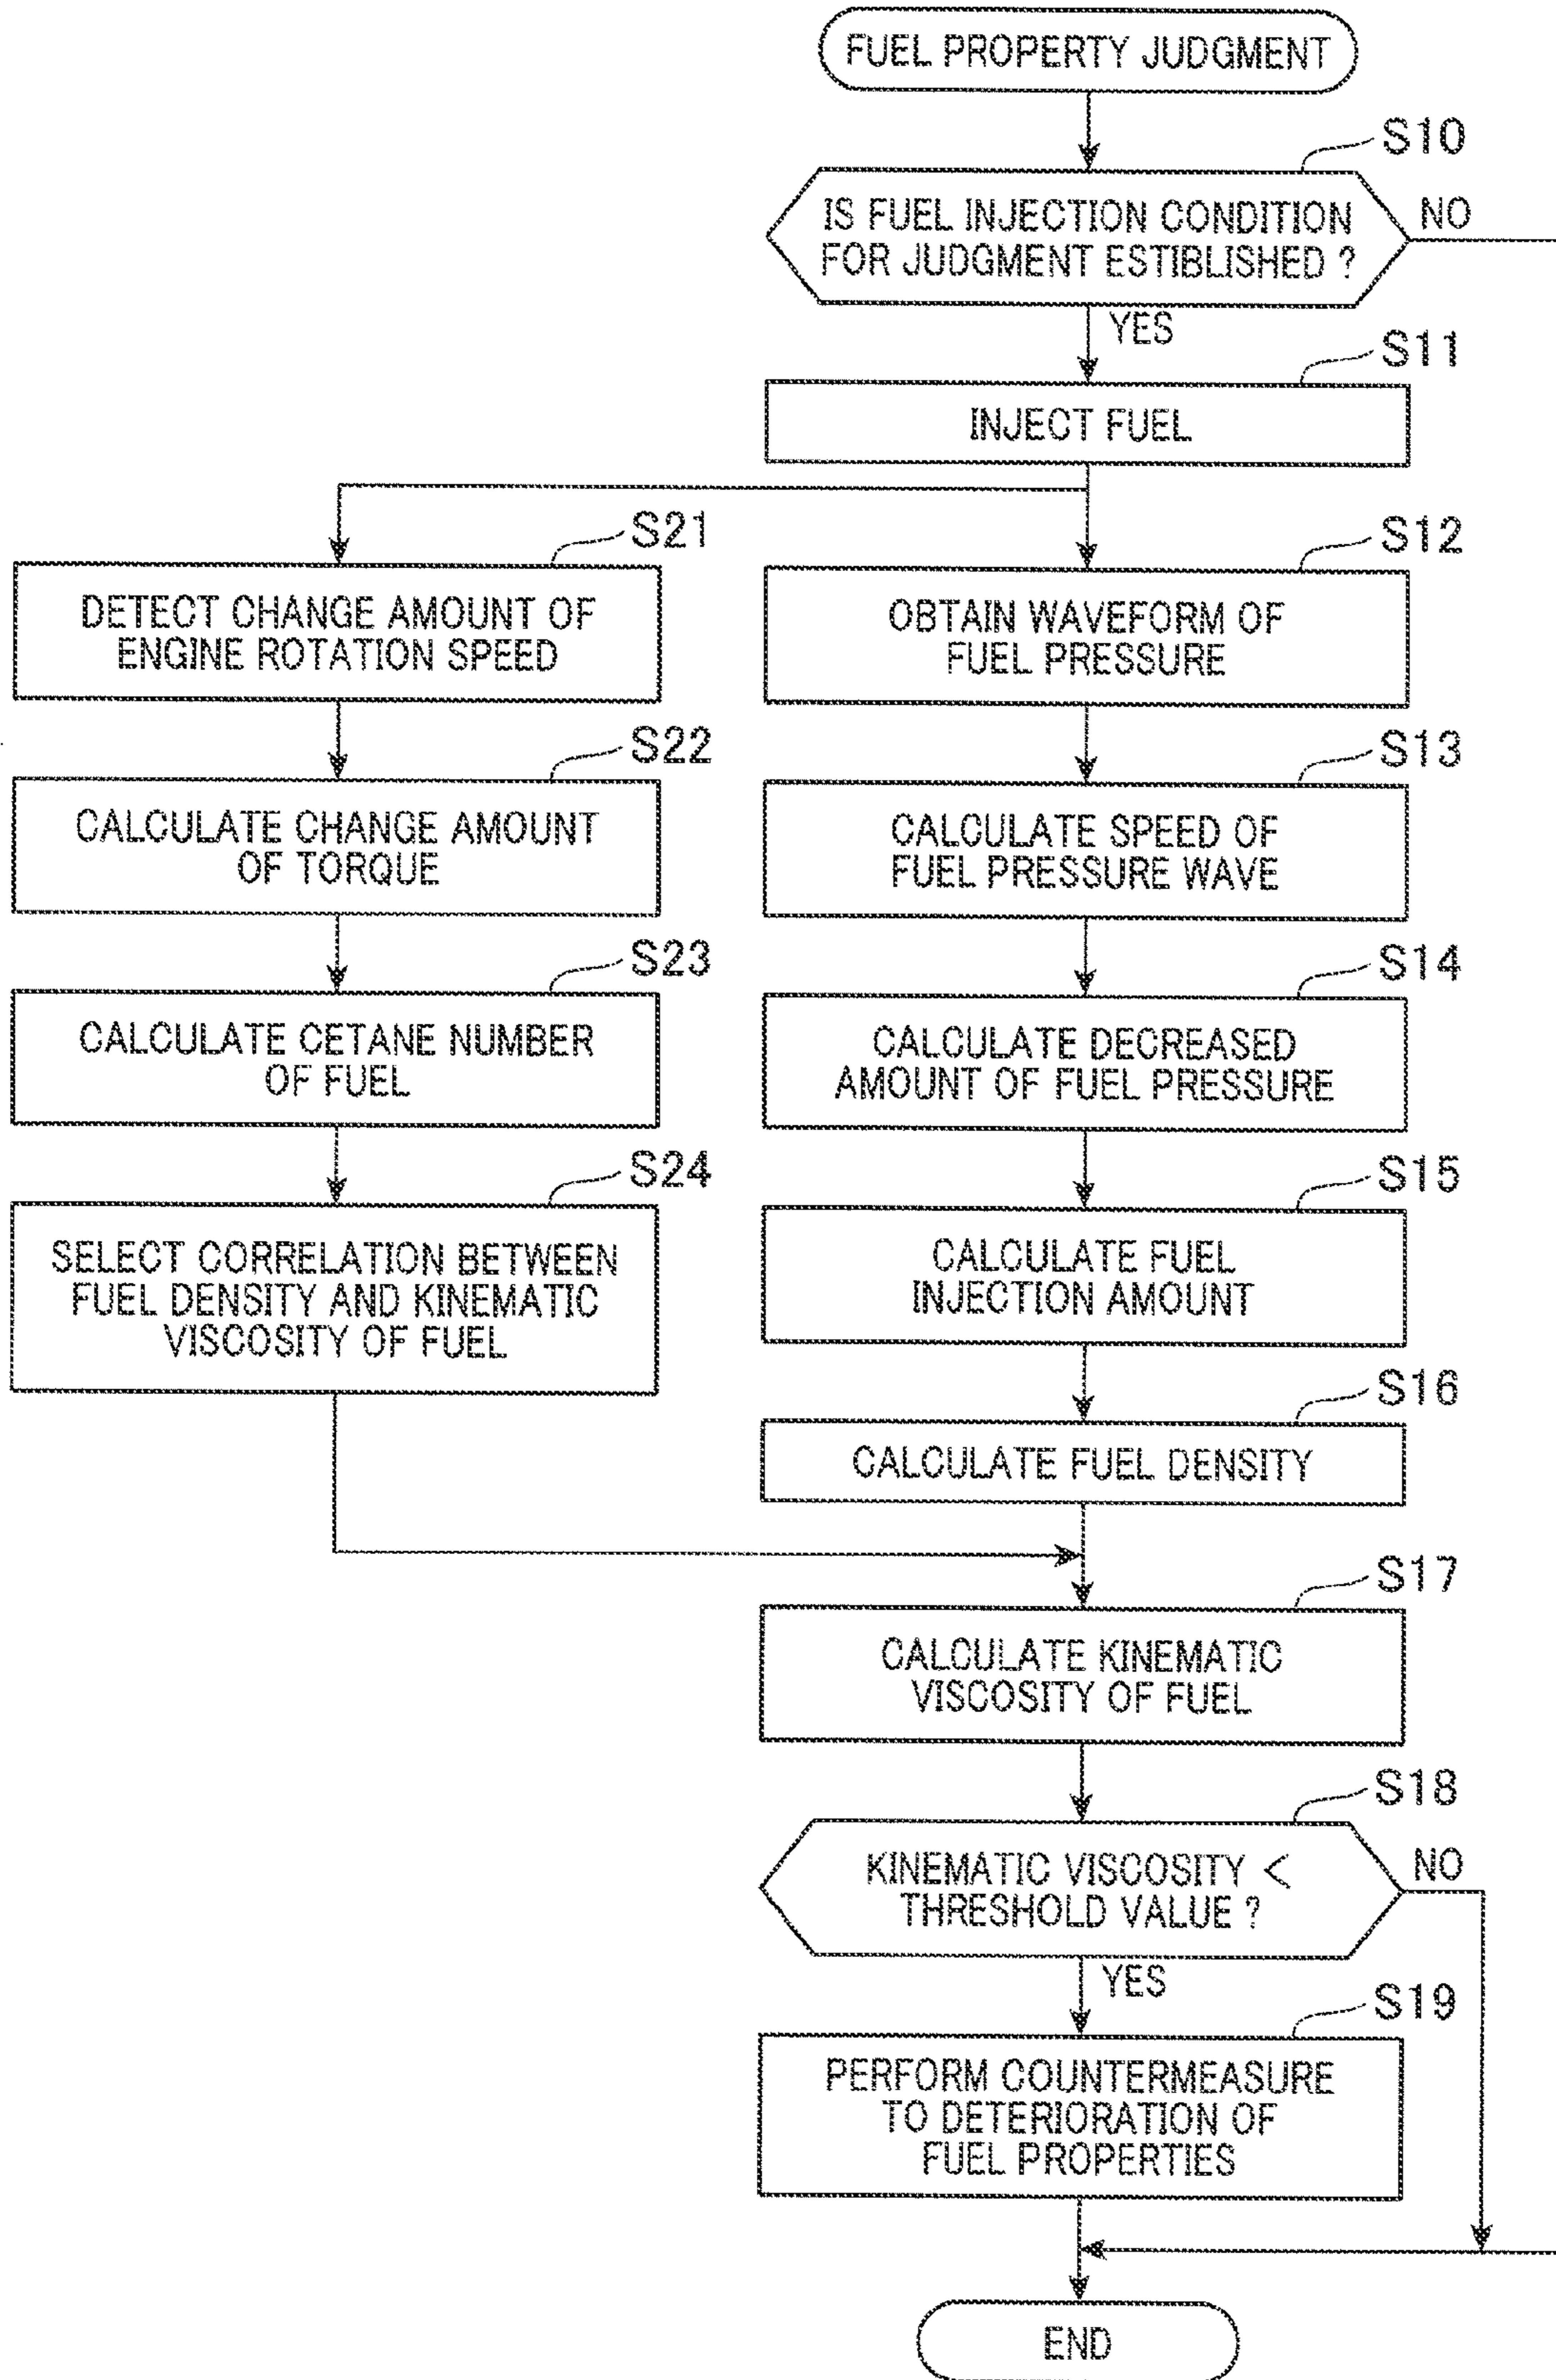 FUEL PROPERTY JUDGMENT
S10
IS FUEL INJECTION CONDITION
FOR JUDGMENT ESTIBLISHED ?
NO
YES
S11
INJECT FUEL
S21
DETECT CHANGE AMOUNT OF
ENGINE ROTATION SPEED
S22
CALCULATE CHANGE AMOUNT
OF TORQUE
S23
CALCULATE CETANE NUMBER
OF FUEL
S24
SELECT CORRELATION BETWEEN
FUEL DENSITY AND KINEMATIC
VISCOSITY OF FUEL
S12
OBTAIN WAVEFORM OF
FUEL PRESSURE
S13
CALCULATE SPEED OF
FUEL PRESSURE WAVE
S14
CALCULATE DECREASED
AMOUNT OF FUEL PRESSURE
S15
CALCULATE FUEL
INJECTION AMOUNT
S16
CALCULATE FUEL DENSITY
S17
CALCULATE KINEMATIC
VISCOSITY OF FUEL
S18
KINEMATIC VISCOSITY <
THRESHOLD VALUE ?
NO
YES
S19
PERFORM COUNTERMEASURE
TO DETERIORATION OF
FUEL PROPERTIES
END